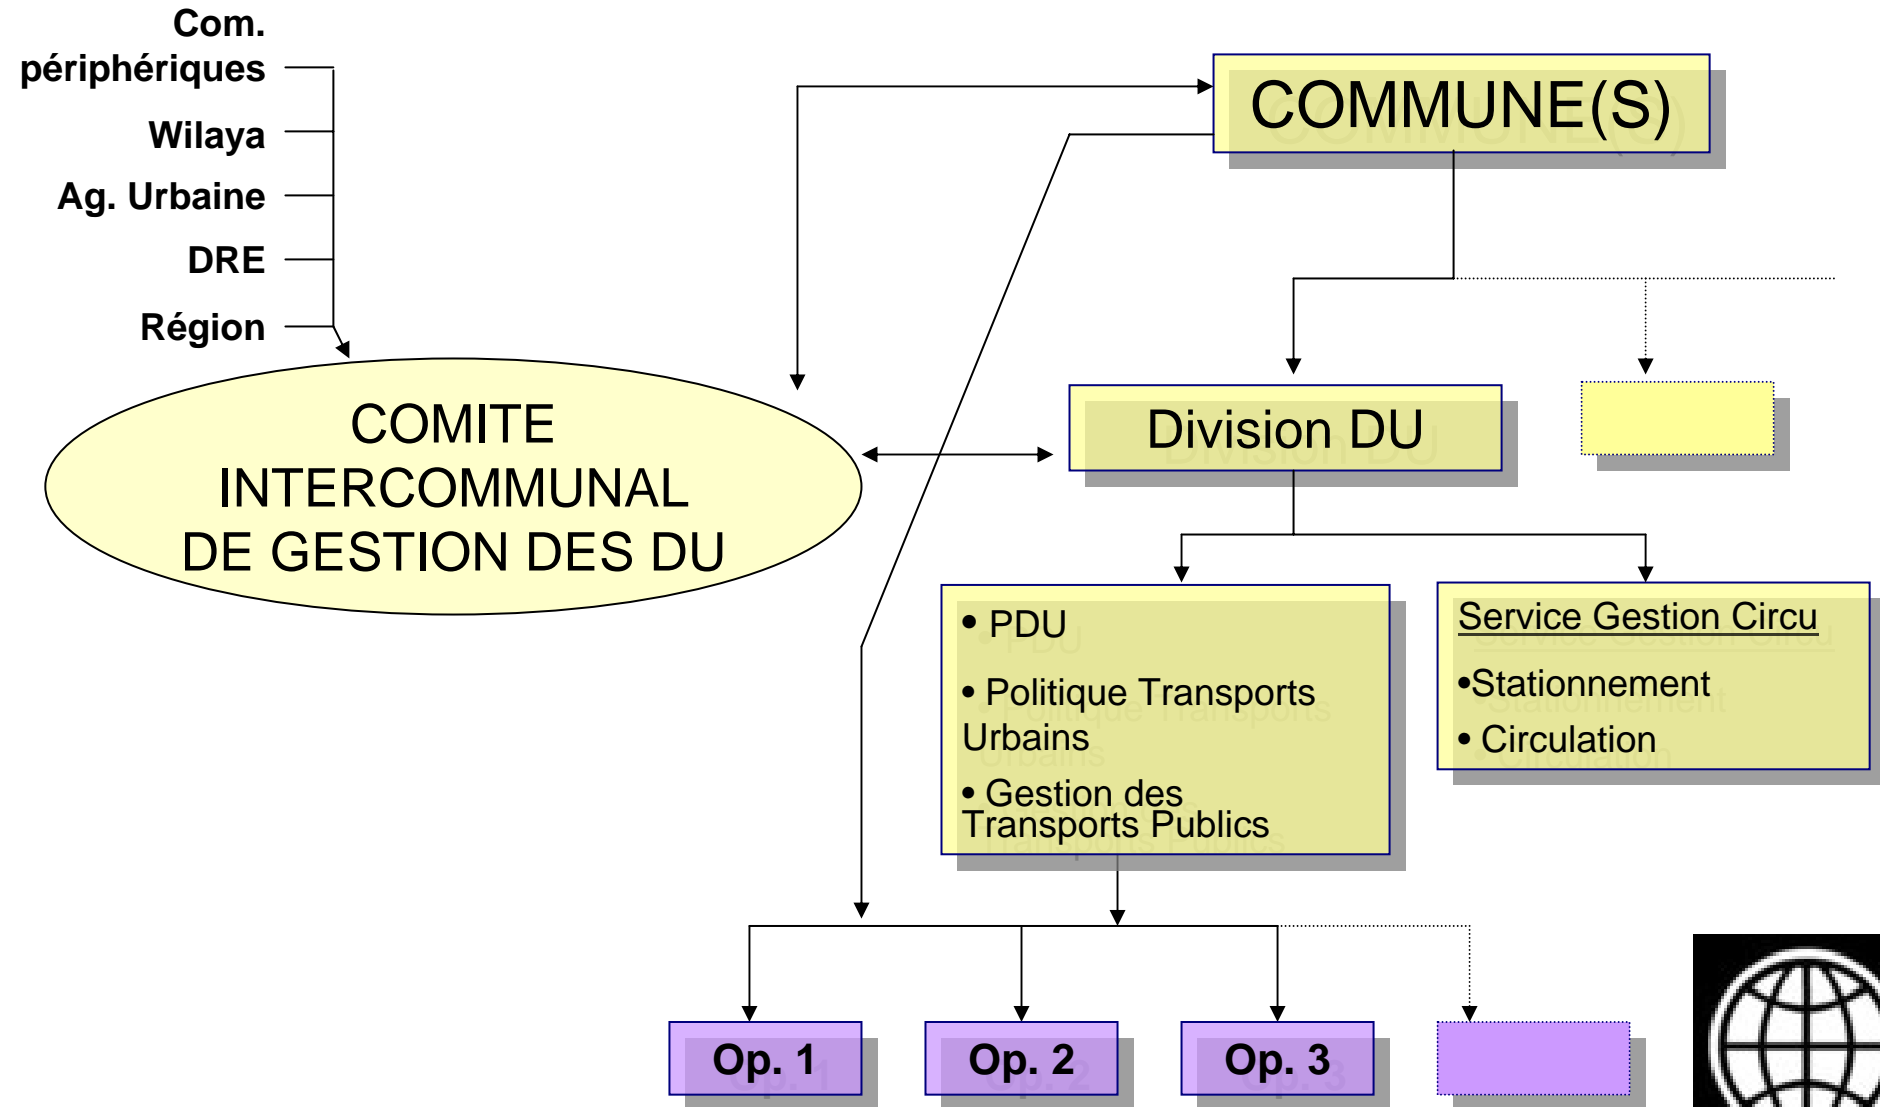 Com.
périphériques
Wilaya
Ag. Urbaine
DRE
Région
COMMUNE(S)
COMITE
INTERCOMMUNAL
DE GESTION DES DU
Division DU
• PDU
• Politique Transports
Urbains
• Gestion des
Transports Publics
Service Gestion Circu
•Stationnement
• Circulation
Op. 1
Op. 2
Op. 3